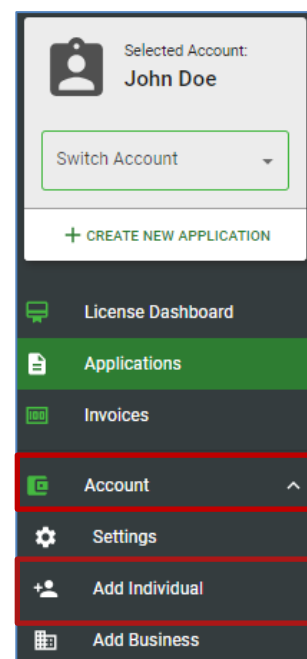 Selected Account:
John Doe
Switch Account
+ CREATE NEW APPLICATION
License Dashboard
Applications
Invoices
Account
Settings
Add Individual
Add Business